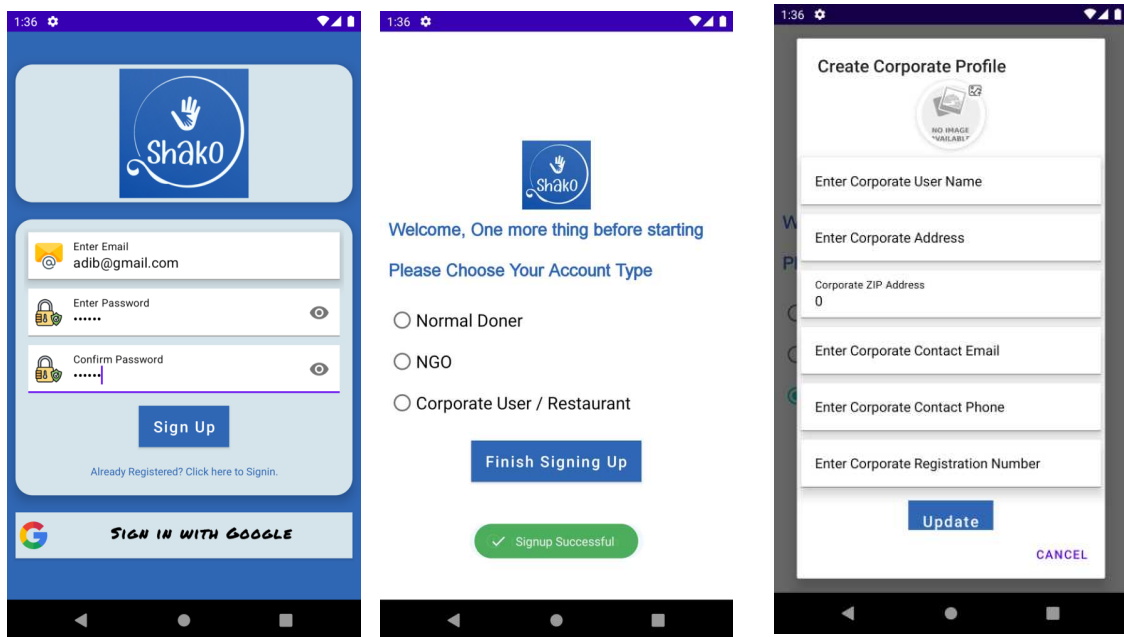 1:36
Shako
Enter Email
adib@gmail.com
Enter Password
••••••
Confirm Password
••••••
Sign Up
Already Registered? Click here to Signin.
Sign in with Google
1:36
Shako
Welcome, One more thing before starting
Please Choose Your Account Type
Normal Doner
NGO
Corporate User / Restaurant
Finish Signing Up
Signup Successful
1:36
Create Corporate Profile
NO IMAGE
AVAILABLE
Enter Corporate User Name
Enter Corporate Address
Corporate ZIP Address
0
Enter Corporate Contact Email
Enter Corporate Contact Phone
Enter Corporate Registration Number
Update
CANCEL